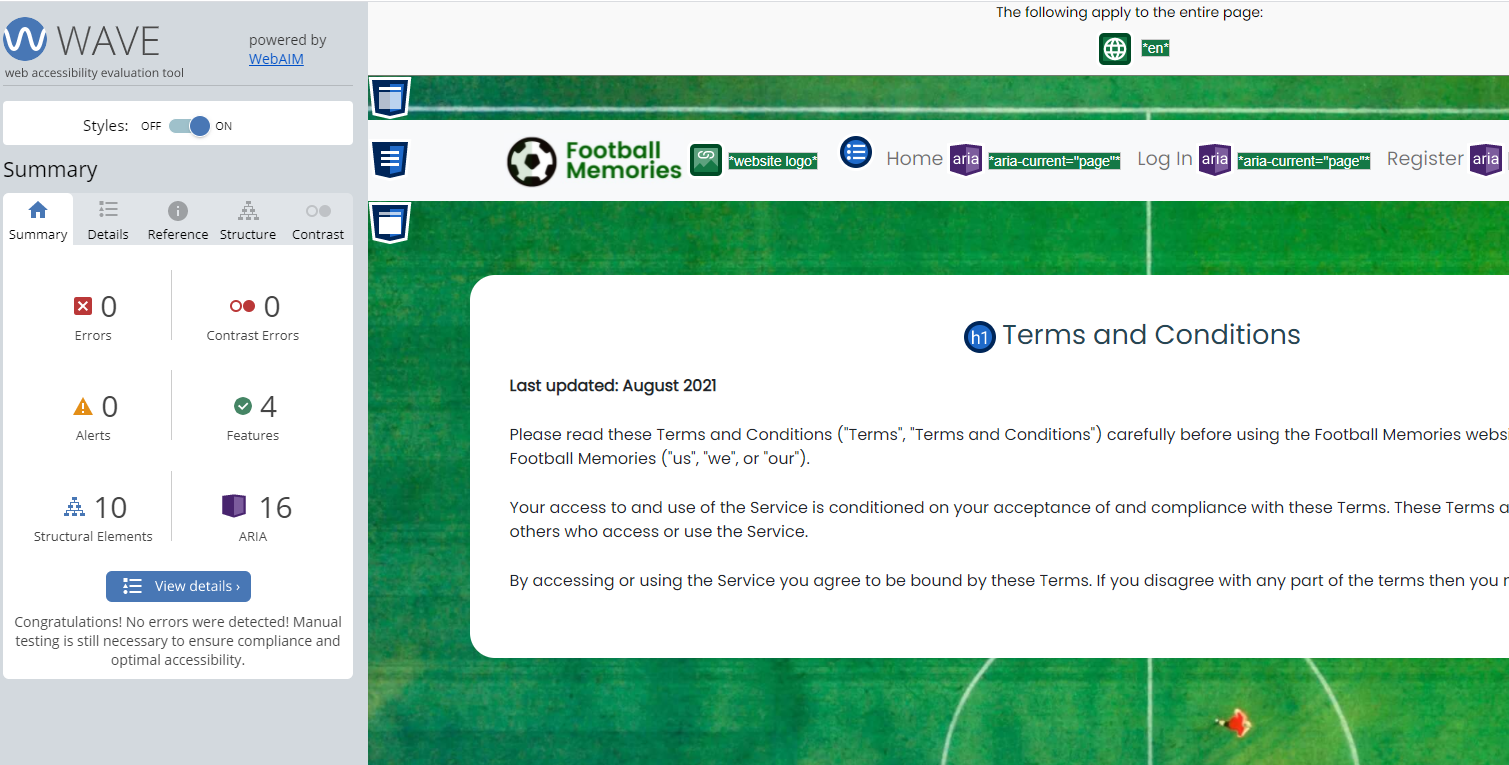 WAVE
powered by
WebAIM
web accessibility evaluation tool
Styles: OFF ON
Summary
Summary Details Reference Structure Contrast
0 0
Errors Contrast Errors
0 4
Alerts Features
10 16
Structural Elements ARIA
View details ›
Congratulations! No errors were detected! Manual
testing is still necessary to ensure compliance and
optimal accessibility.
The following apply to the entire page:
*en*
Football
Memories
*website logo* Home aria *aria-current="page"* Log In aria *aria-current="page"* Register aria
h1 Terms and Conditions
Last updated: August 2021
Please read these Terms and Conditions ("Terms", "Terms and Conditions") carefully before using the Football Memories
Football Memories ("us", "we", or "our").
Your access to and use of the Service is conditioned on your acceptance of and compliance with these Terms. These Terms
others who access or use the Service.
By accessing or using the Service you agree to be bound by these Terms. If you disagree with any part of the terms then you